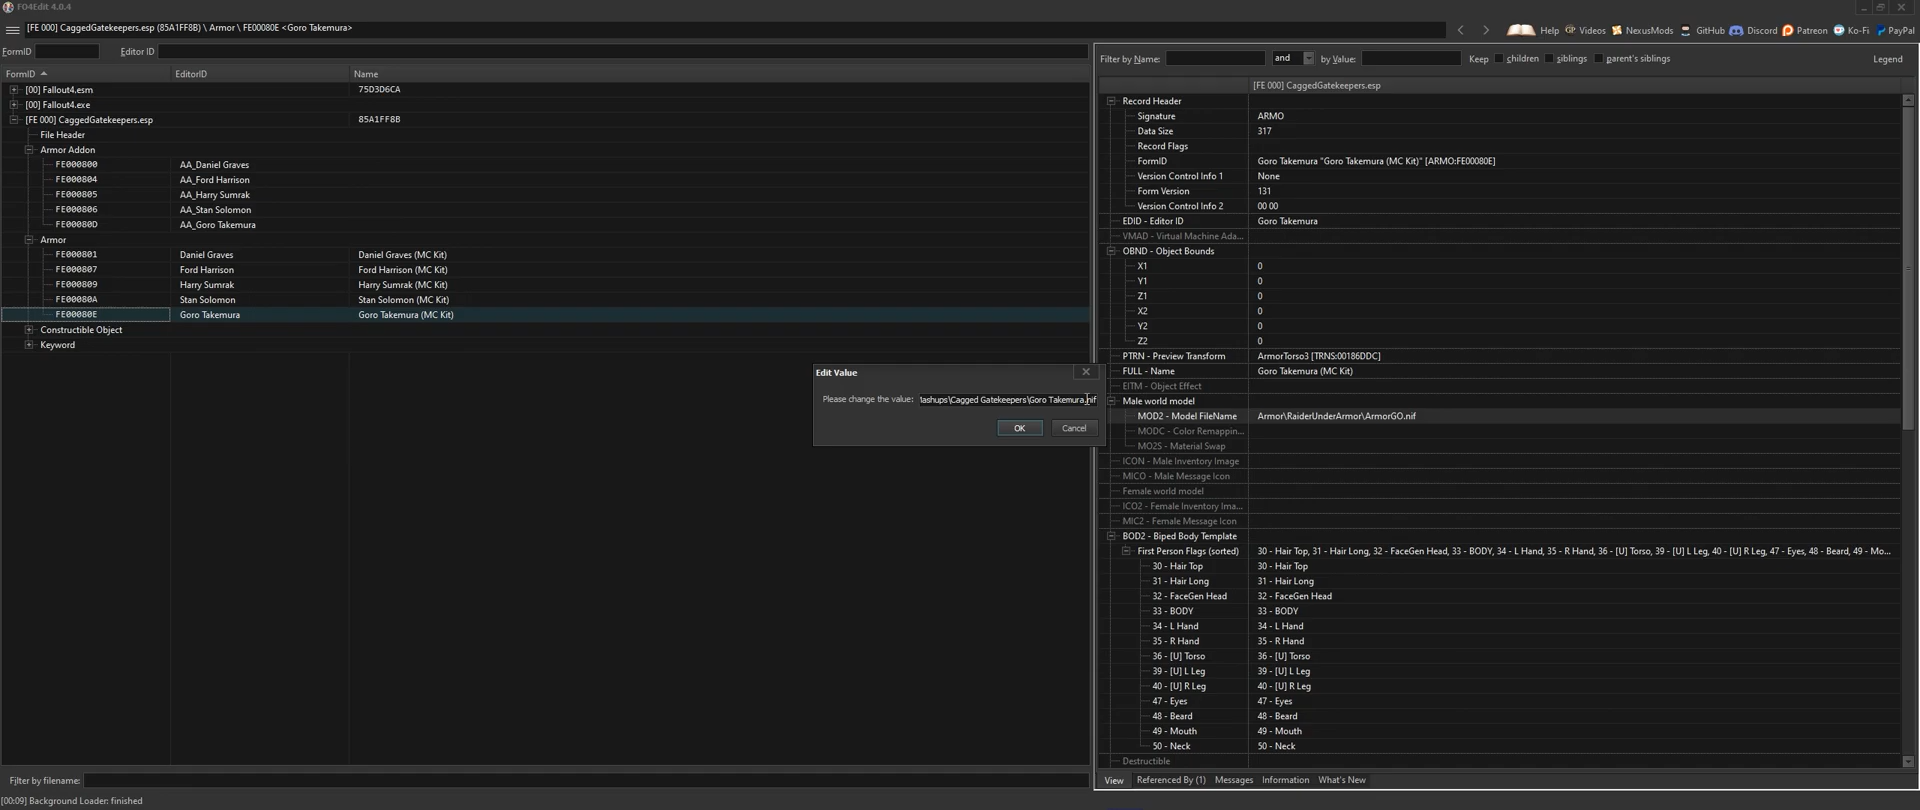 FO4Edit 4.0.4
[FE 000] CaggedGatekeepers.esp (85A1FF8B) \ Armor \ FE00080E <Goro Takemura>
Help Videos NexusMods GitHub Discord Patreon Ko-Fi PayPal
FormID Editor ID
FormID EditorID Name
[00] Fallout4.esm 75D3D6CA
[00] Fallout4.exe
[FE 000] CaggedGatekeepers.esp 85A1FF8B
File Header
Armor Addon
FE000800 AA_Daniel Graves
FE000804 AA_Ford Harrison
FE000805 AA_Harry Sumrak
FE000806 AA_Stan Solomon
FE00080D AA_Goro Takemura
Armor
FE000801 Daniel Graves Daniel Graves (MC Kit)
FE000807 Ford Harrison Ford Harrison (MC Kit)
FE000809 Harry Sumrak Harry Sumrak (MC Kit)
FE00080A Stan Solomon Stan Solomon (MC Kit)
FE00080E Goro Takemura Goro Takemura (MC Kit)
Constructible Object
Keyword
Edit Value
Please change the value: \Cagged Gatekeepers\Goro Takemura.nif
OK Cancel
Filter by filename:
[00:09] Background Loader: finished
Filter by Name: and by Value: Keep children siblings parent's siblings Legend
[FE 000] CaggedGatekeepers.esp
Record Header
Signature ARMO
Data Size 317
Record Flags
FormID Goro Takemura "Goro Takemura (MC Kit)" [ARMO:FE00080E]
Version Control Info 1 None
Form Version 131
Version Control Info 2 00 00
EDID - Editor ID Goro Takemura
VMAD - Virtual Machine Ada...
OBND - Object Bounds
X1 0
Y1 0
Z1 0
X2 0
Y2 0
Z2 0
PTRN - Preview Transform ArmorTorso3 [TRNS:00186DDC]
FULL - Name Goro Takemura (MC Kit)
EITM - Object Effect
Male world model
MOD2 - Model FileName Armor\RaiderUnderArmor\ArmorGO.nif
MODC - Color Remappin...
MO2S - Material Swap
ICON - Male Inventory Image
MICO - Male Message Icon
Female world model
ICO2 - Female Inventory Ima...
MIC2 - Female Message Icon
BOD2 - Biped Body Template
First Person Flags (sorted) 30 - Hair Top, 31 - Hair Long, 32 - FaceGen Head, 33 - BODY, 34 - L Hand, 35 - R Hand, 36 - [U] Torso, 39 - [U] L Leg, 40 - [U] R Leg, 47 - Eyes, 48 - Beard, 49 - Mo...
30 - Hair Top 30 - Hair Top
31 - Hair Long 31 - Hair Long
32 - FaceGen Head 32 - FaceGen Head
33 - BODY 33 - BODY
34 - L Hand 34 - L Hand
35 - R Hand 35 - R Hand
36 - [U] Torso 36 - [U] Torso
39 - [U] L Leg 39 - [U] L Leg
40 - [U] R Leg 40 - [U] R Leg
47 - Eyes 47 - Eyes
48 - Beard 48 - Beard
49 - Mouth 49 - Mouth
50 - Neck 50 - Neck
Destructible
View Referenced By (1) Messages Information What's New